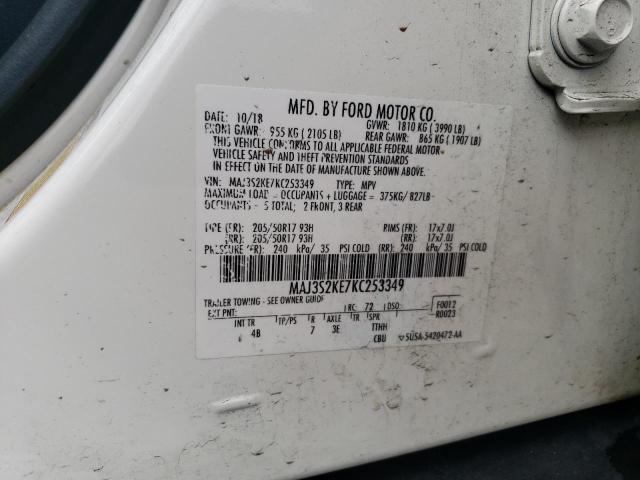 MFD. BY FORD MOTOR CO.
DATE: 10/18 GVWR: 1810 KG ( 3990 LB)
FRONT GAWR: 955 KG ( 2105 LB) REAR GAWR: 865 KG ( 1907 LB)
THIS VEHICLE CONFORMS TO ALL APPLICABLE FEDERAL MOTOR
VEHICLE SAFETY AND THEFT PREVENTION STANDARDS
IN EFFECT ON THE DATE OF MANUFACTURE SHOWN ABOVE.
VIN: MAJ3S2KE7KC253349 TYPE: MPV
MAXIMUM LOAD = OCCUPANTS + LUGGAGE = 375KG/ 827LB
OCCUPANTS - 5 TOTAL; 2 FRONT, 3 REAR
TYPE (FR): 205/50R17 93H RIMS (FR): 17x7.0J
(RR): 205/50R17 93H (RR): 17x7.0J
PRESSURE (FR): 240 kPa/ 35 PSI COLD (RR): 240 kPa/ 35 PSI COLD
MAJ3S2KE7KC253349
TRAILER TOWING - SEE OWNER GUIDE
EXT PNT: RC: 72 DSO: F0012
R0023
INT TR TP/PS R AXLE TR SPR
4B 7 3E TTHH
CBU 5USA-5420472-AA